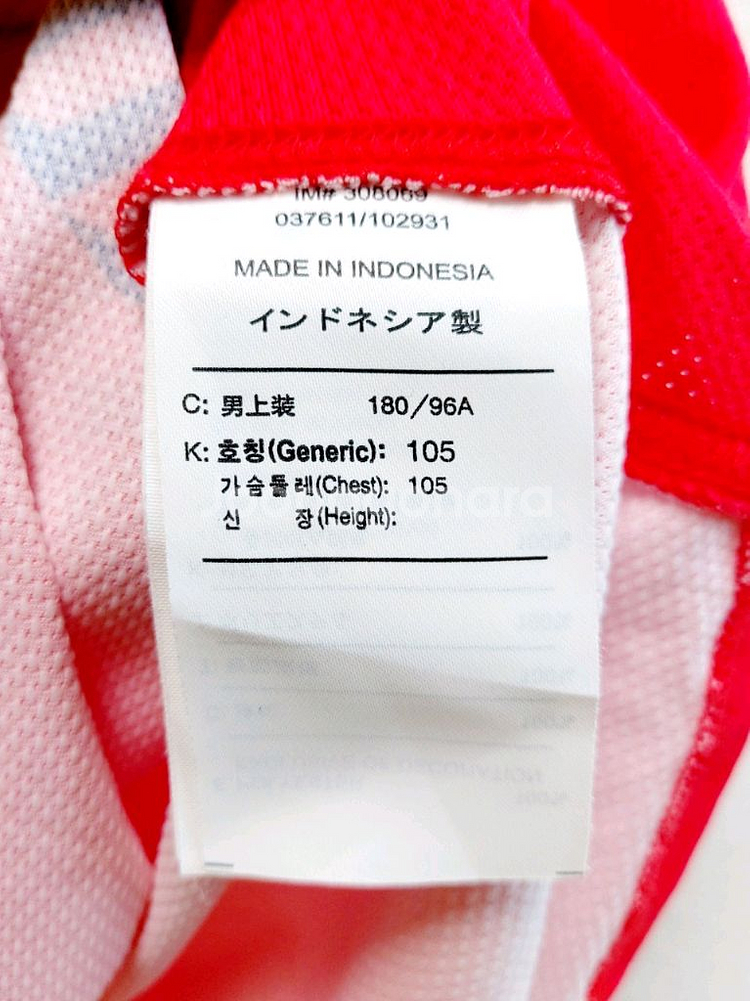 IM# 308069
037611/102931
MADE IN INDONESIA
インドネシア製
C: 男上装 180/96A
K: 호칭(Generic): 105
가슴둘레(Chest): 105
신 장(Height):